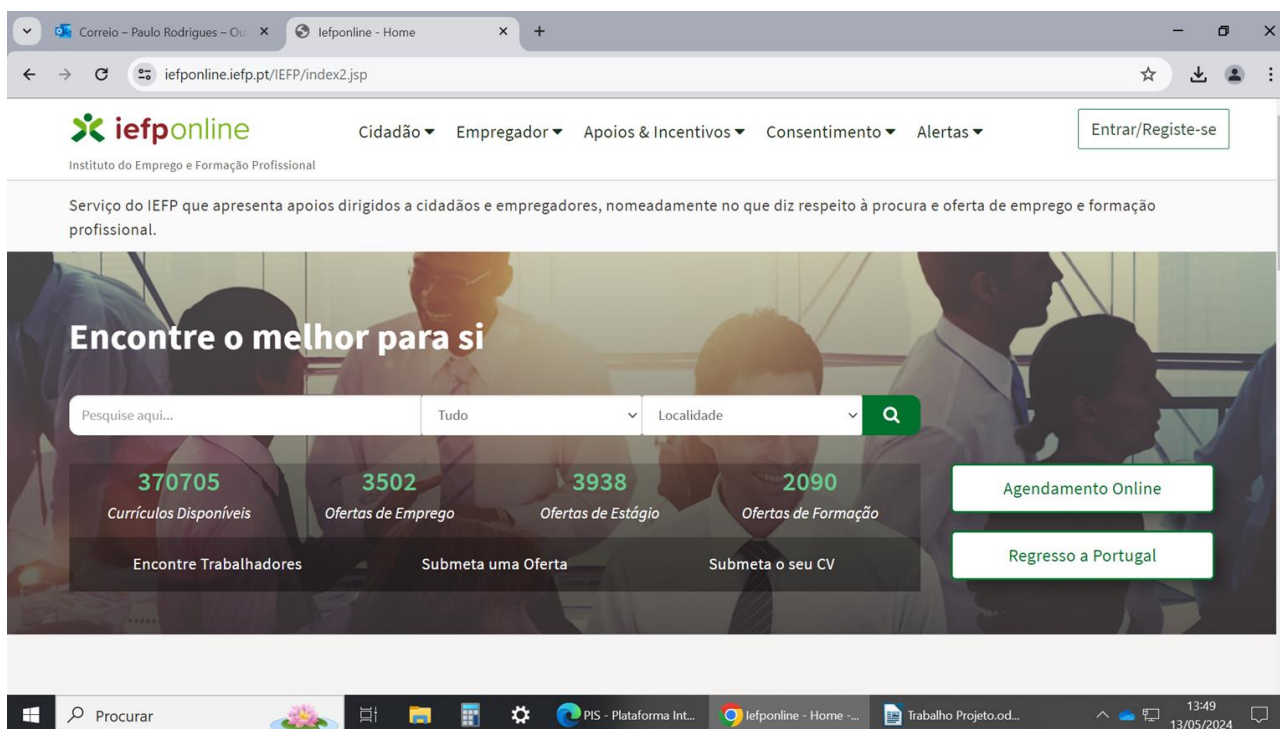 Correio – Paulo Rodrigues – Ou
Iefponline - Home
iefponline.iefp.pt/IEFP/index2.jsp
iefponline
Instituto do Emprego e Formação Profissional
Cidadão Empregador Apoios & Incentivos Consentimento Alertas
Entrar/Registe-se
Serviço do IEFP que apresenta apoios dirigidos a cidadãos e empregadores, nomeadamente no que diz respeito à procura e oferta de emprego e formação
profissional.
Encontre o melhor para si
Pesquise aqui... Tudo Localidade
370705 3502 3938 2090
Currículos Disponíveis Ofertas de Emprego Ofertas de Estágio Ofertas de Formação
Encontre Trabalhadores Submeta uma Oferta Submeta o seu CV
Agendamento Online
Regresso a Portugal
Procurar
PIS - Plataforma Int...
Iefponline - Home -...
Trabalho Projeto.od...
13:49
13/05/2024